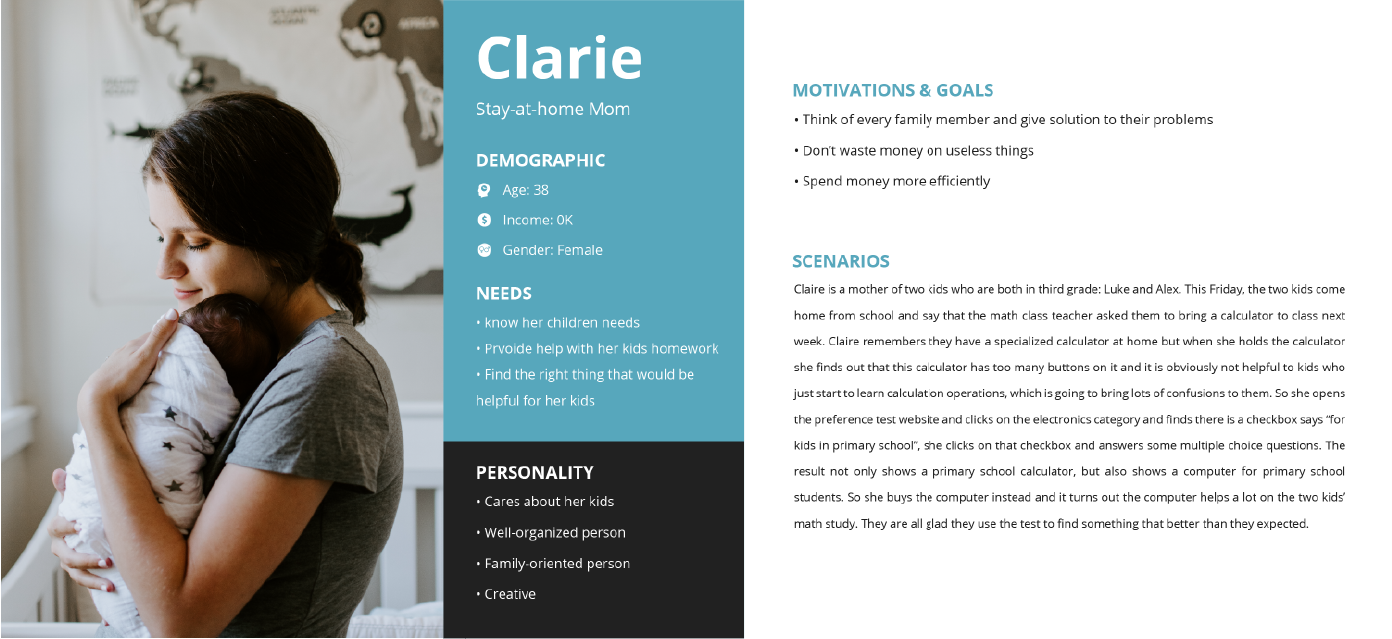 ATLANTIC
OCEAN
AFRICA
Clarie
Stay-at-home Mom
DEMOGRAPHIC
Age: 38
Income: 0K
Gender: Female
NEEDS
• know her children needs
• Prvoide help with her kids homework
• Find the right thing that would be
helpful for her kids
PERSONALITY
• Cares about her kids
• Well-organized person
• Family-oriented person
• Creative
MOTIVATIONS & GOALS
• Think of every family member and give solution to their problems
• Don't waste money on useless things
• Spend money more efficiently
SCENARIOS
Claire is a mother of two kids who are both in third grade: Luke and Alex. This Friday, the two kids come
home from school and say that the math class teacher asked them to bring a calculator to class next
week. Claire remembers they have a specialized calculator at home but when she holds the calculator
she finds out that this calculator has too many buttons on it and it is obviously not helpful to kids who
just start to learn calculation operations, which is going to bring lots of confusions to them. So she opens
the preference test website and clicks on the electronics category and finds there is a checkbox says “for
kids in primary school”, she clicks on that checkbox and answers some multiple choice questions. The
result not only shows a primary school calculator, but also shows a computer for primary school
students. So she buys the computer instead and it turns out the computer helps a lot on the two kids’
math study. They are all glad they use the test to find something that better than they expected.